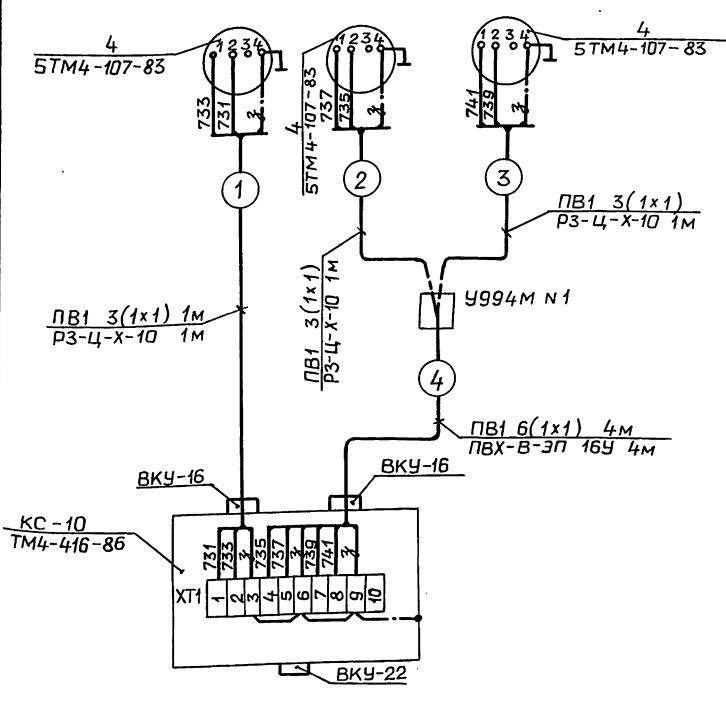 4
5ТМ4-107-83
1 2 3 4
733
731
з
1
1 2 3 4
4
5ТМ4-107-83
737
735
з
2
1 2 3 4
4
5ТМ4-107-83
741
739
з
3
ПВ1 3(1х1)
РЗ-Ц-Х-10 1м
ПВ1 3(1х1)
РЗ-Ц-Х-10 1м
У994М N1
ПВ1 3(1х1) 1м
РЗ-Ц-Х-10 1м
4
ПВ1 6(1х1) 4м
ПВХ-В-ЭП 16У 4м
ВКУ-16
ВКУ-16
КС-10
ТМ4-416-86
731
733
з
735
737
з
739
741
з
ХТ1
1 2 3 4 5 6 7 8 9 10
ВКУ-22